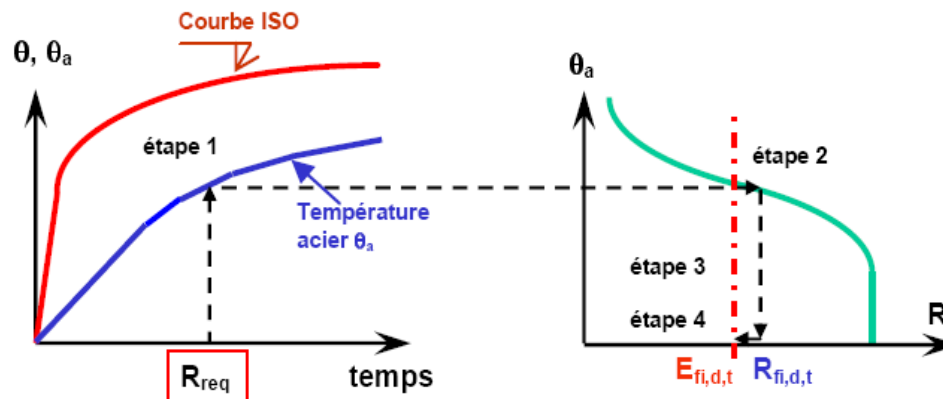 Courbe ISO
θ, θa
étape 1
Température
acier θa
Rreq
temps
θa
étape 2
étape 3
étape 4
R
Efi,d,t
Rfi,d,t